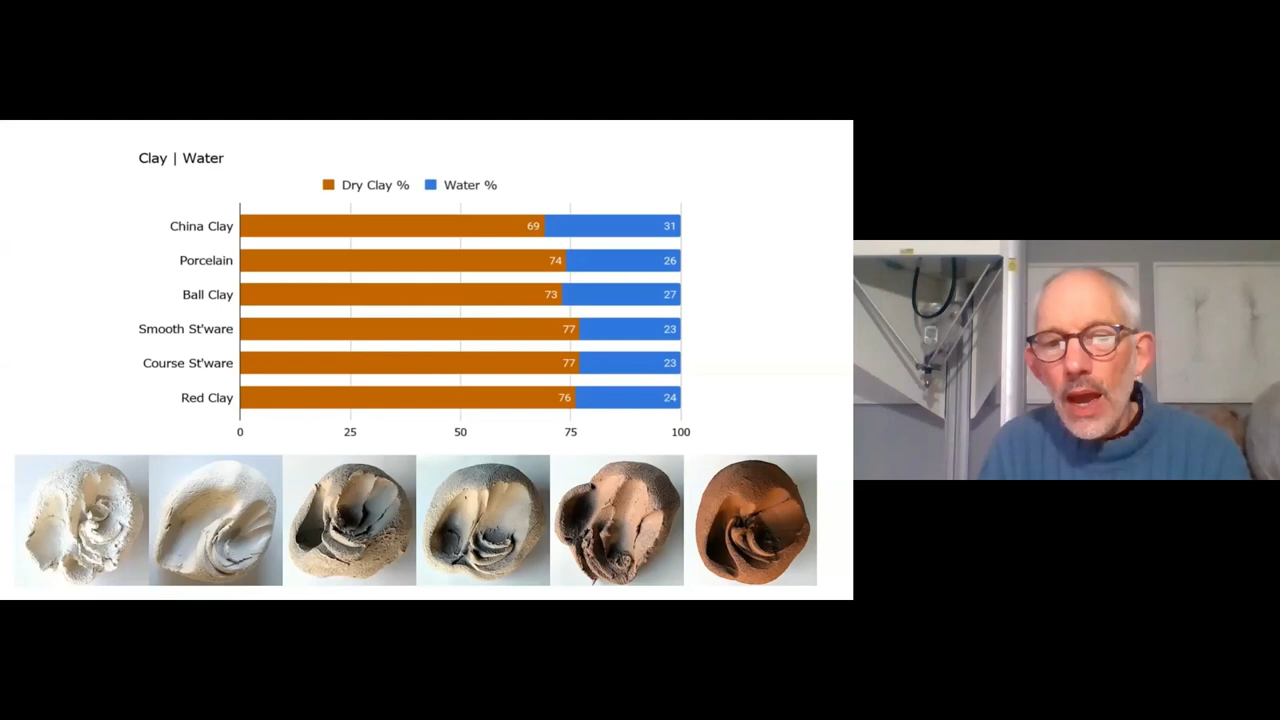 Clay | Water
Dry Clay % Water %
China Clay 69 31
Porcelain 74 26
Ball Clay 73 27
Smooth St'ware 77 23
Course St'ware 77 23
Red Clay 76 24
0 25 50 75 100